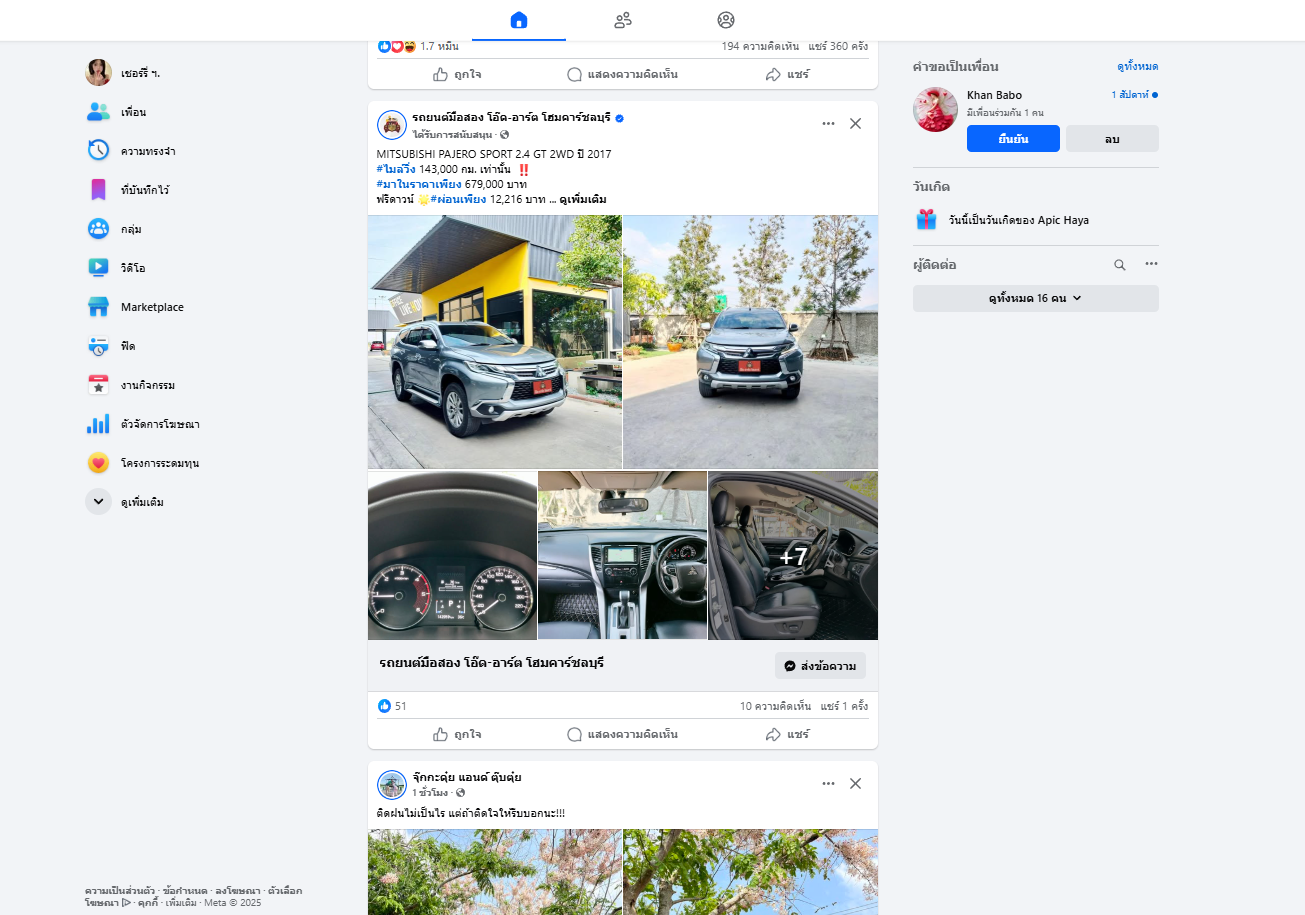 เชอร์รี่ ฯ.
เพื่อน
ความทรงจำ
ที่บันทึกไว้
กลุ่ม
วิดีโอ
Marketplace
ฟีด
งานกิจกรรม
ตัวจัดการโฆษณา
โครงการระดมทุน
ดูเพิ่มเติม
ความเป็นส่วนตัว · ข้อกำหนด · ลงโฆษณา · ตัวเลือก
โฆษณา · คุกกี้ · เพิ่มเติม · Meta © 2025
1.7 หมื่น 194 ความคิดเห็น แชร์ 360 ครั้ง
ถูกใจ แสดงความคิดเห็น แชร์
รถยนต์มือสอง โอ๊ต-อาร์ต โฮมคาร์ชลบุรี
ได้รับการสนับสนุน ·
MITSUBISHI PAJERO SPORT 2.4 GT 2WD ปี 2017
#ไมล์วิ่ง 143,000 กม. เท่านั้น ‼️
#มาในราคาเพียง 679,000 บาท
ฟรีดาวน์ 🌟#ผ่อนเพียง 12,216 บาท ... ดูเพิ่มเติม
+7
รถยนต์มือสอง โอ๊ต-อาร์ต โฮมคาร์ชลบุรี
ส่งข้อความ
51 10 ความคิดเห็น แชร์ 1 ครั้ง
ถูกใจ แสดงความคิดเห็น แชร์
จุ๊กกะดุ๋ย แอนด์ ดุ๊บดุ๋ย
1 ชั่วโมง ·
ติดฝนไม่เป็นไร แต่ถ้าติดใจให้รีบบอกนะ!!!
คำขอเป็นเพื่อน ดูทั้งหมด
Khan Babo 1 สัปดาห์
มีเพื่อนร่วมกัน 1 คน
ยืนยัน ลบ
วันเกิด
วันนี้เป็นวันเกิดของ Apic Haya
ผู้ติดต่อ
ดูทั้งหมด 16 คน